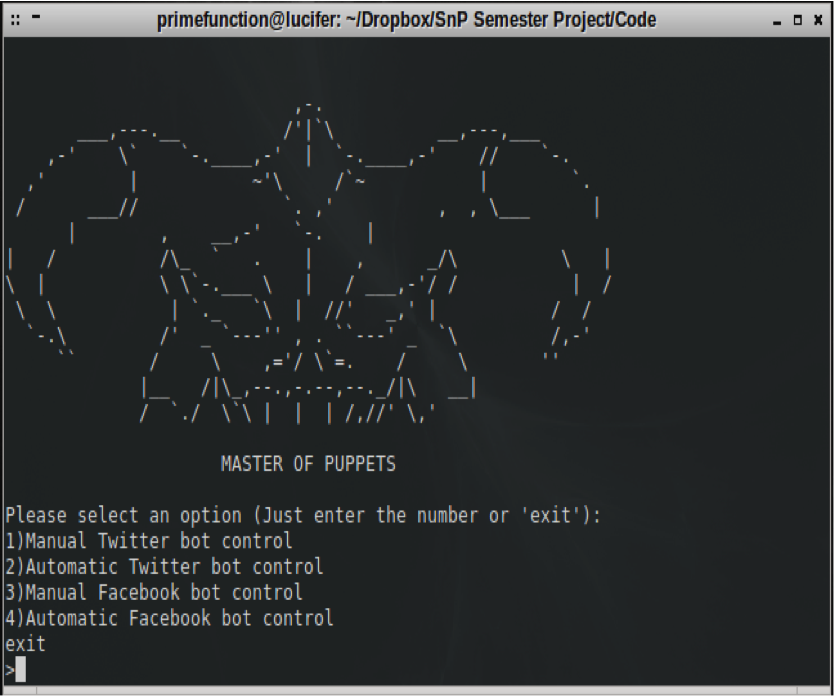 primefunction@lucifer: ~/Dropbox/SnP Semester Project/Code
MASTER OF PUPPETS
Please select an option (Just enter the number or 'exit'):
1)Manual Twitter bot control
2)Automatic Twitter bot control
3)Manual Facebook bot control
4)Automatic Facebook bot control
exit
>